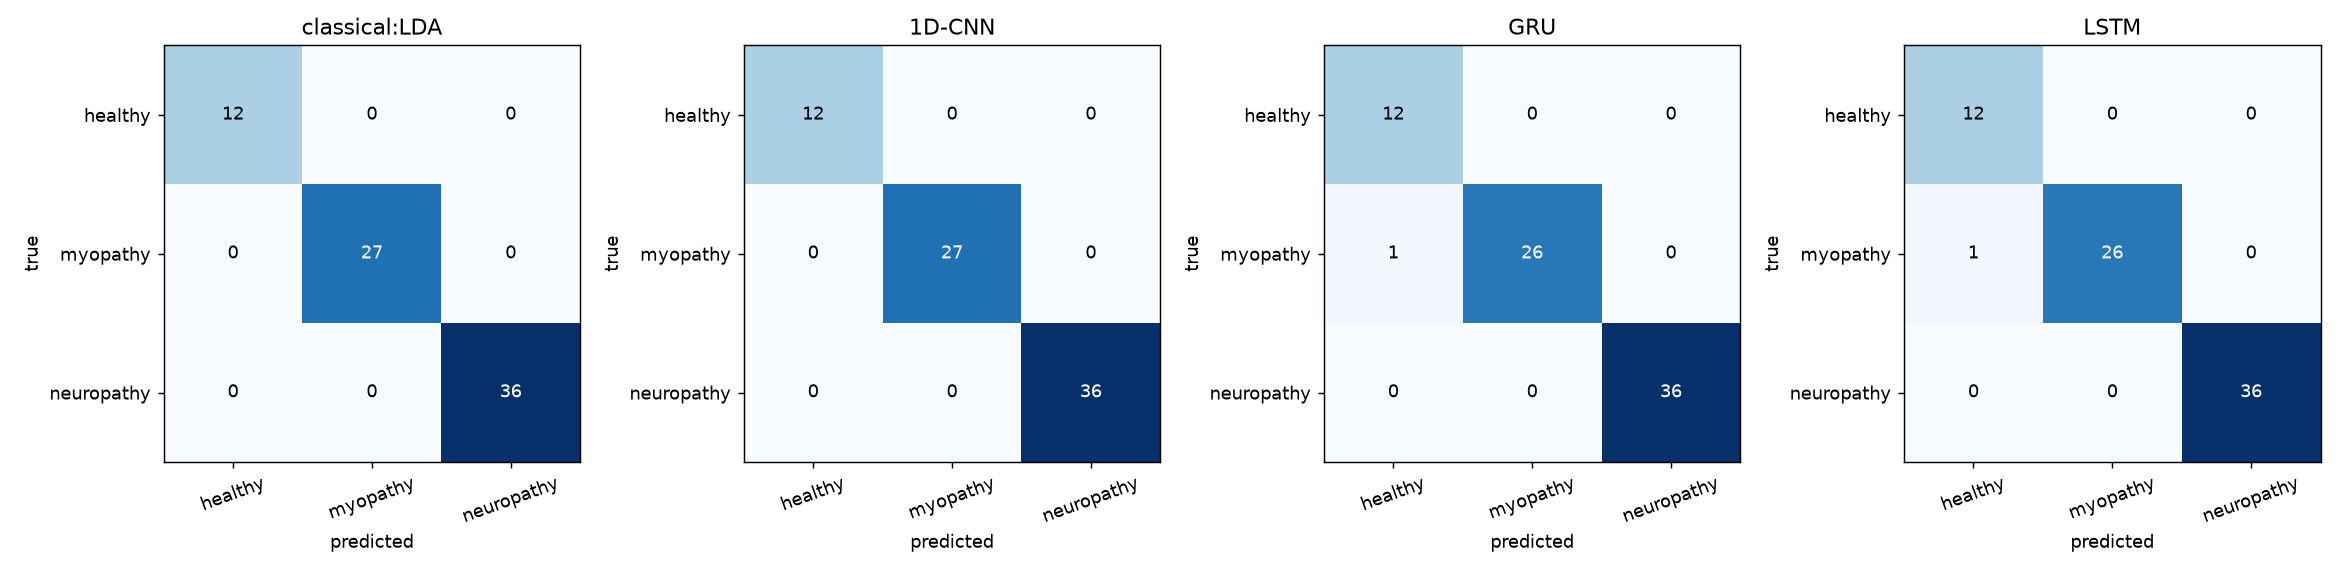 classical:LDA
healthy 12 0 0
myopathy 0 27 0
neuropathy 0 0 36
true
healthy myopathy neuropathy
predicted
1D-CNN
healthy 12 0 0
myopathy 0 27 0
neuropathy 0 0 36
true
healthy myopathy neuropathy
predicted
GRU
healthy 12 0 0
myopathy 1 26 0
neuropathy 0 0 36
true
healthy myopathy neuropathy
predicted
LSTM
healthy 12 0 0
myopathy 1 26 0
neuropathy 0 0 36
true
healthy myopathy neuropathy
predicted